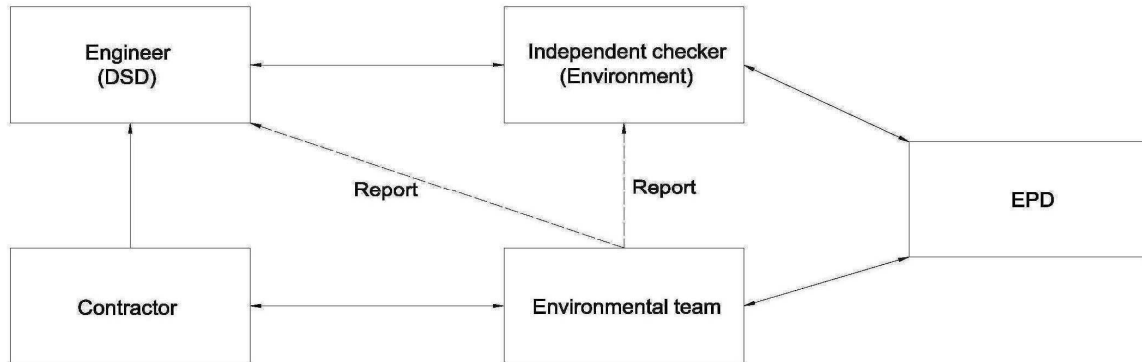 Engineer
(DSD)
Independent checker
(Environment)
Report
Report
EPD
Contractor
Environmental team